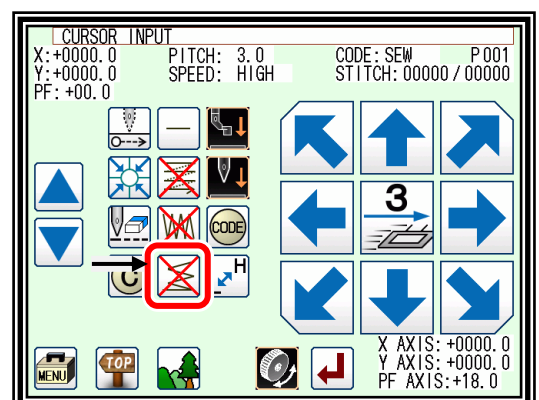 CURSOR INPUT
X:+0000.0 PITCH: 3.0 CODE:SEW P001
Y:+0000.0 SPEED: HIGH STITCH:00000/00000
PF:+00.0
3
CODE
C H
X AXIS:+0000.0
Y AXIS:+0000.0
PF AXIS:+18.0
MENU TOP